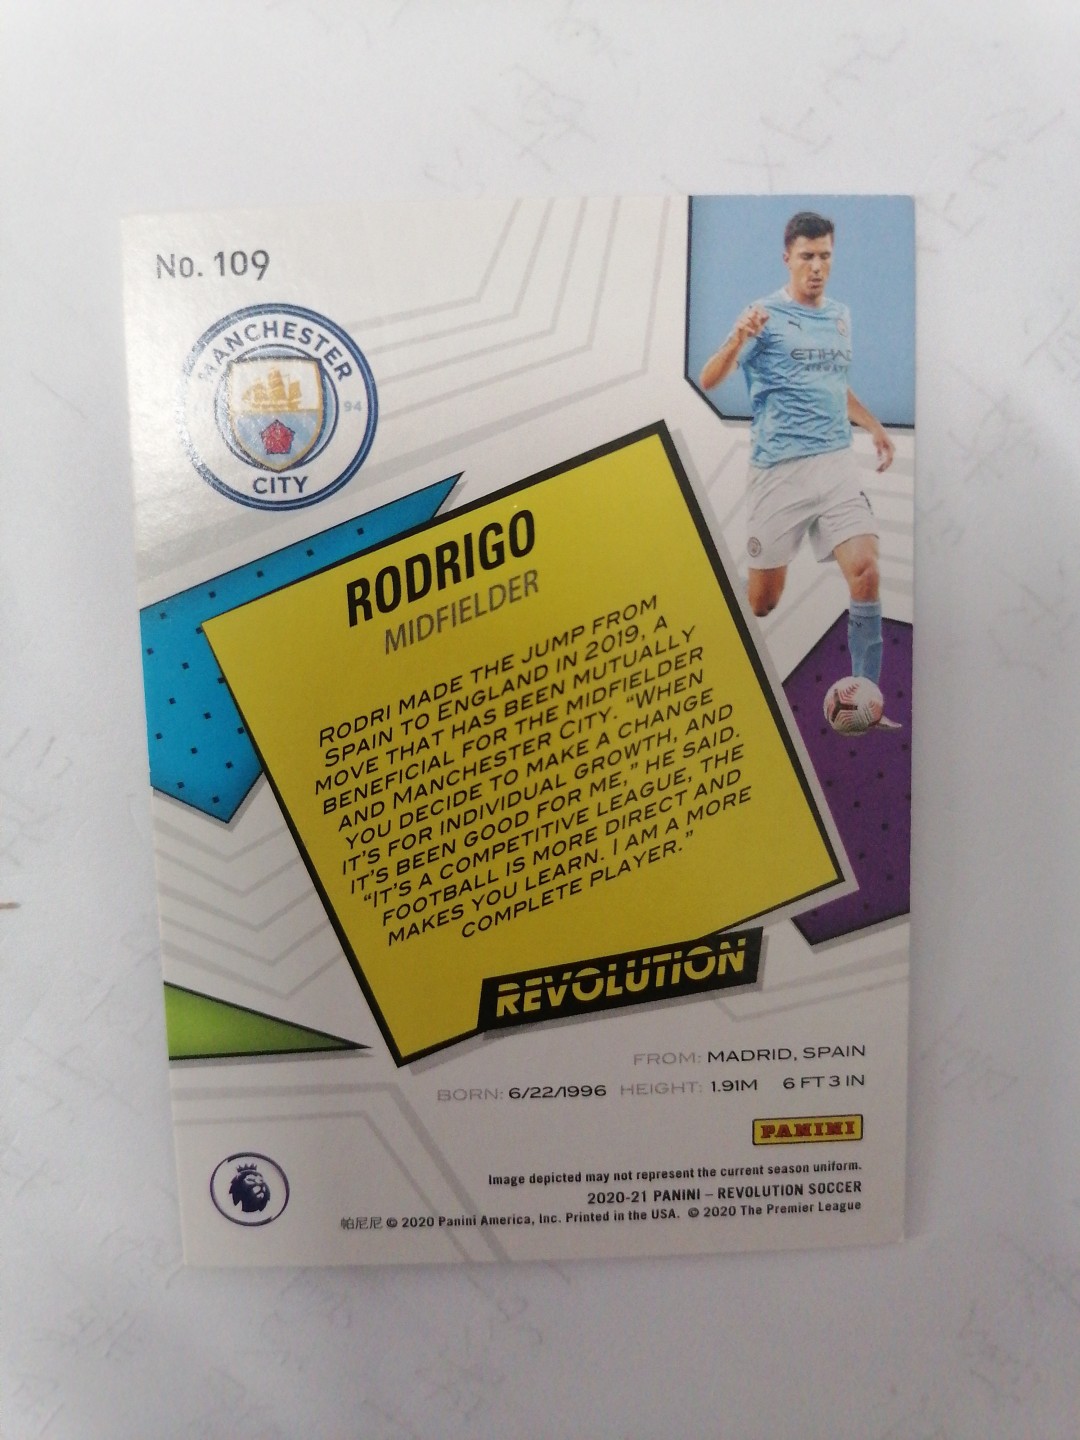 No. 109
MANCHESTER
94
CITY
ETIHAD
AIRWAYS
RODRIGO
MIDFIELDER
RODRI MADE THE JUMP FROM
SPAIN TO ENGLAND IN 2019, A
MOVE THAT HAS BEEN MUTUALLY
BENEFICIAL FOR THE MIDFIELDER
AND MANCHESTER CITY. “WHEN
YOU DECIDE TO MAKE A CHANGE
IT’S FOR INDIVIDUAL GROWTH, AND
IT’S BEEN GOOD FOR ME,” HE SAID.
“IT’S A COMPETITIVE LEAGUE, THE
FOOTBALL IS MORE DIRECT AND
MAKES YOU LEARN. I AM A MORE
COMPLETE PLAYER.”
REVOLUTION
FROM: MADRID, SPAIN
BORN: 6/22/1996 HEIGHT: 1.91M 6 FT 3 IN
PANINI
Image depicted may not represent the current season uniform.
2020-21 PANINI – REVOLUTION SOCCER
帕尼尼 © 2020 Panini America, Inc. Printed in the USA. © 2020 The Premier League